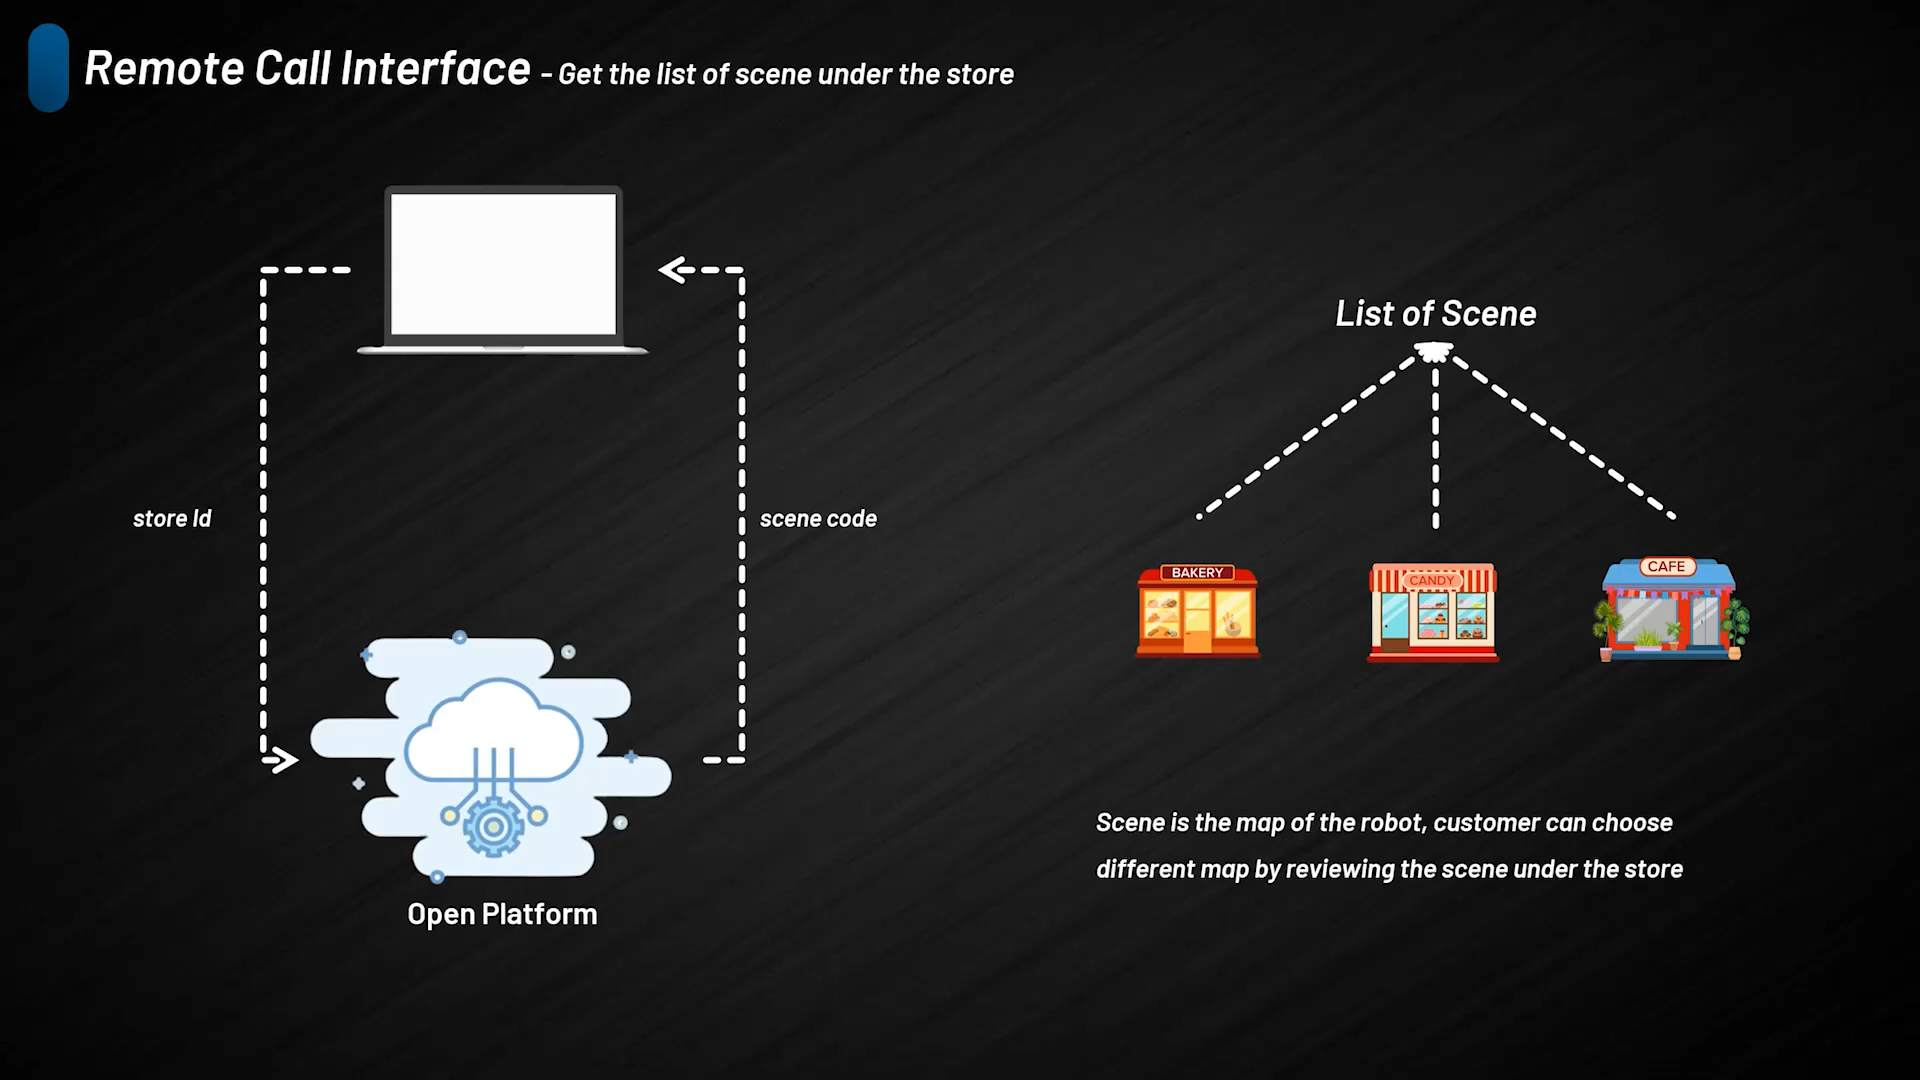 Remote Call Interface - Get the list of scene under the store
store Id
scene code
Open Platform
List of Scene
BAKERY
CANDY
CAFE
Scene is the map of the robot, customer can choose
different map by reviewing the scene under the store